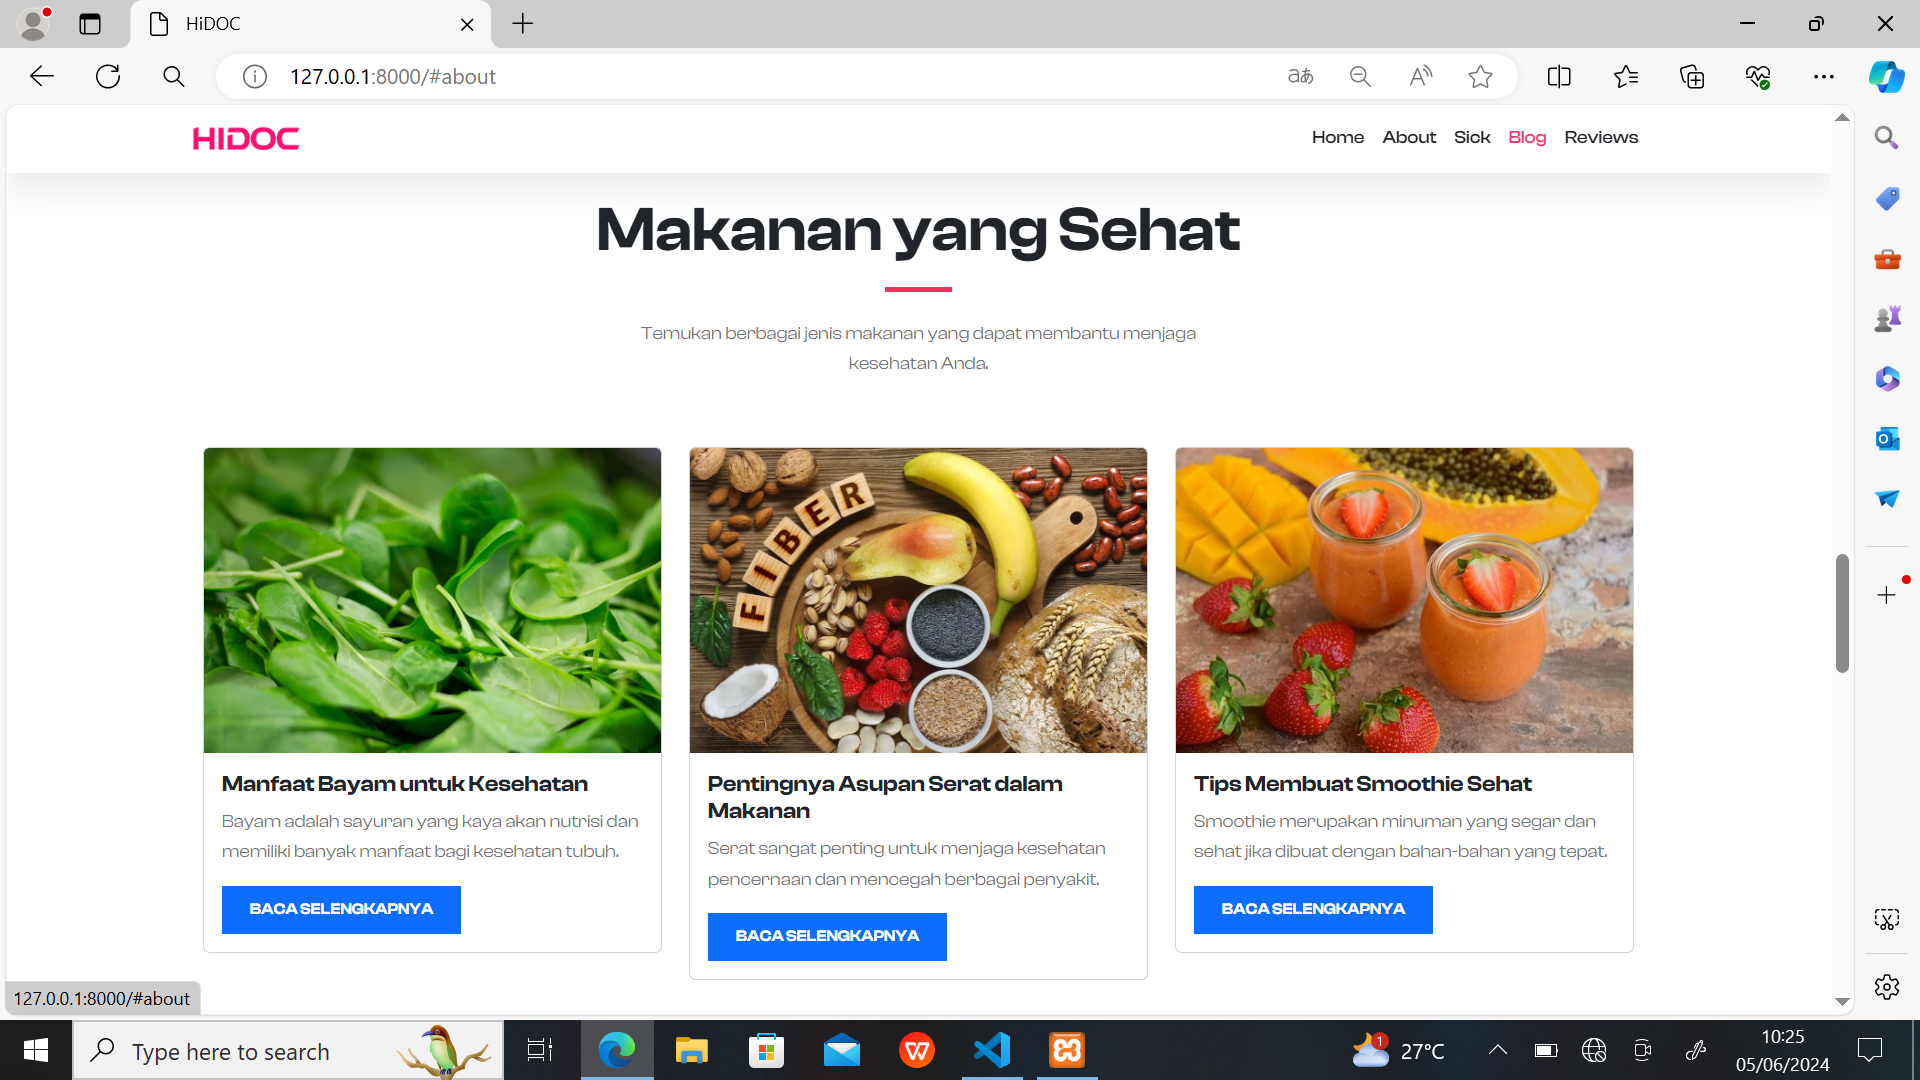 HiDOC
127.0.0.1:8000/#about
HIDOC
Home About Sick Blog Reviews
Makanan yang Sehat
Temukan berbagai jenis makanan yang dapat membantu menjaga
kesehatan Anda.
FIBER
Manfaat Bayam untuk Kesehatan
Bayam adalah sayuran yang kaya akan nutrisi dan
memiliki banyak manfaat bagi kesehatan tubuh.
BACA SELENGKAPNYA
Pentingnya Asupan Serat dalam
Makanan
Serat sangat penting untuk menjaga kesehatan
pencernaan dan mencegah berbagai penyakit.
BACA SELENGKAPNYA
Tips Membuat Smoothie Sehat
Smoothie merupakan minuman yang segar dan
sehat jika dibuat dengan bahan-bahan yang tepat.
BACA SELENGKAPNYA
127.0.0.1:8000/#about
Type here to search
1
27°C
10:25
05/06/2024